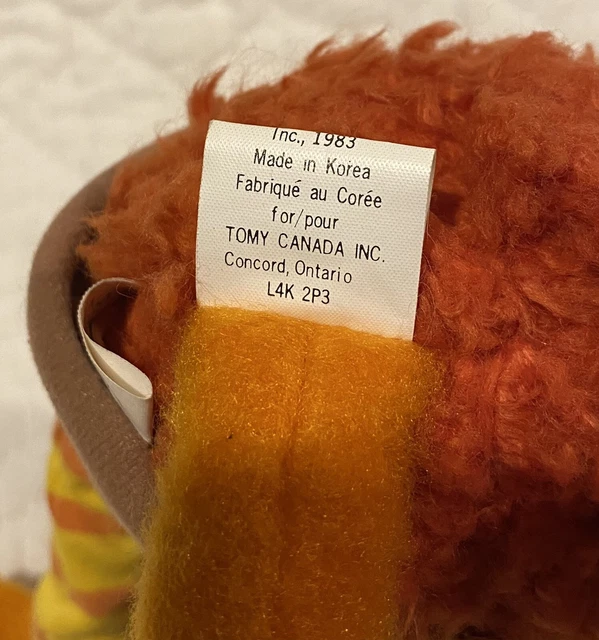 Inc., 1983
Made in Korea
Fabriqué au Corée
for/pour
TOMY CANADA INC.
Concord, Ontario
L4K 2P3